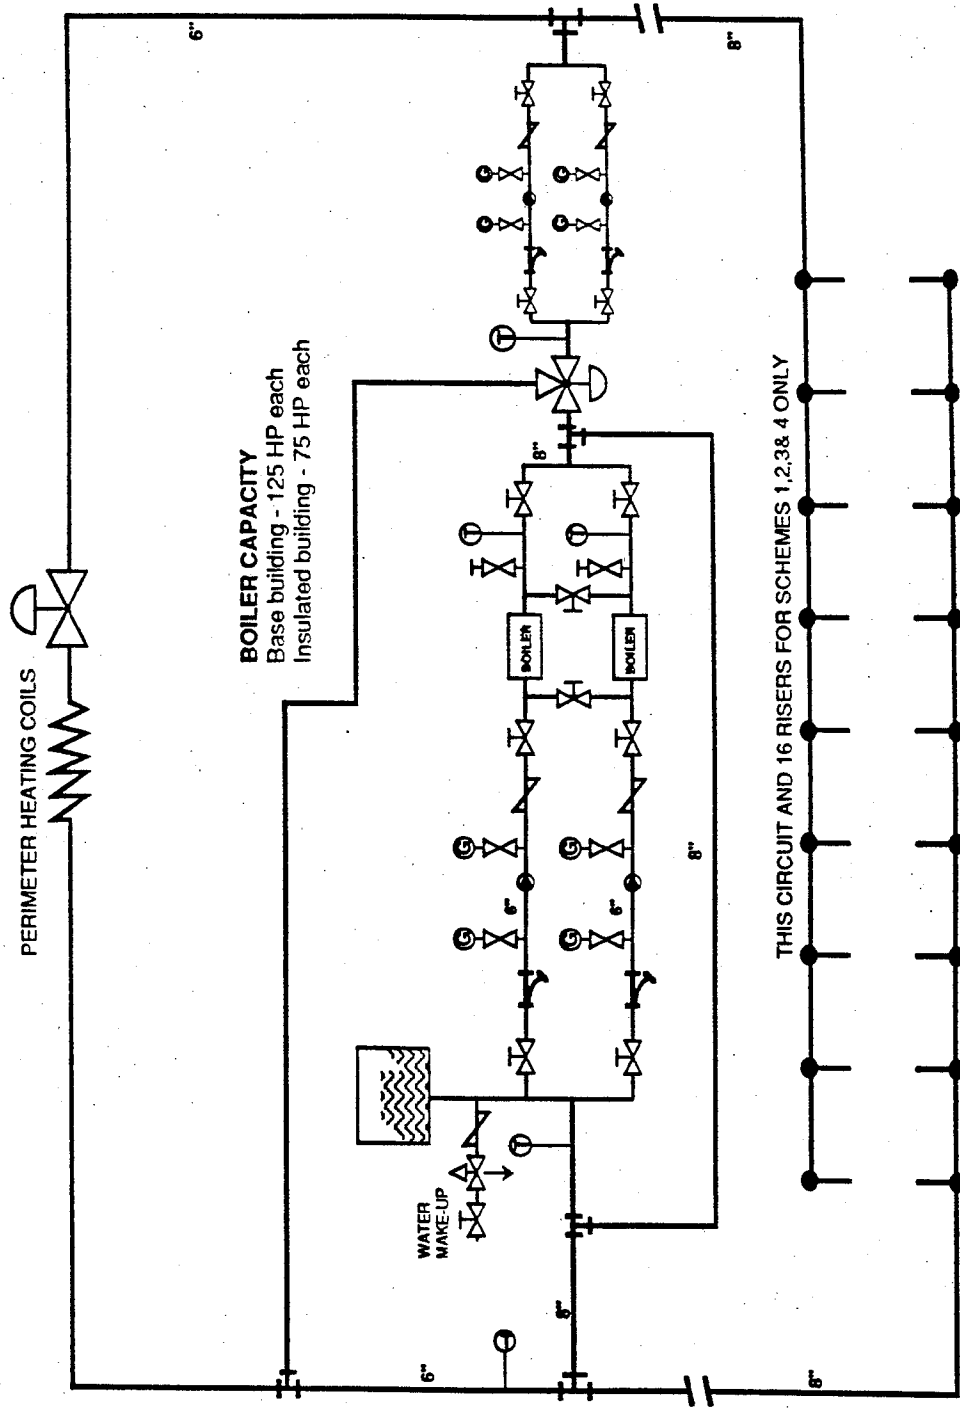 PERIMETER HEATING COILS
6"
8"
BOILER CAPACITY
Base building - 125 HP each
Insulated building - 75 HP each
G
G
G
G
T
8"
T
T
BOILER
BOILER
G
G
G
G
6"
6"
8"
T
WATER
MAKE-UP
8"
T
6"
8"
THIS CIRCUIT AND 16 RISERS FOR SCHEMES 1,2,3& 4 ONLY